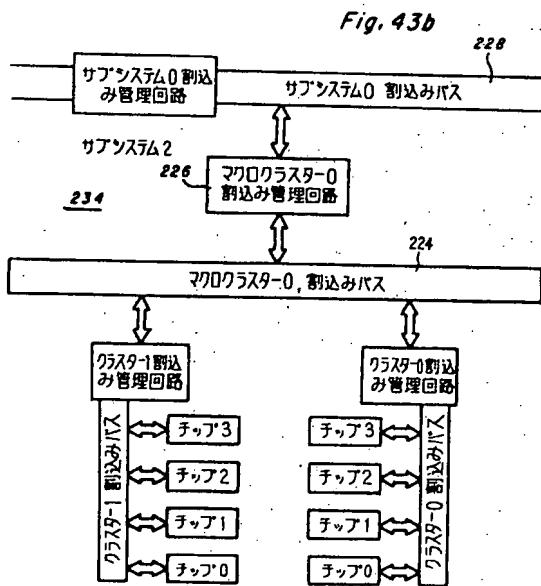 Fig. 43b
228
サブシステム0 割込
み管理回路
サブシステム0 割込みバス
サブシステム2
226
マクロクラスター0
割込み管理回路
234
224
マクロクラスター0, 割込みバス
クラスター1 割込
み管理回路
クラスター0 割込
み管理回路
クラスター1 割込みバス
チップ3
チップ2
チップ1
チップ0
チップ3
チップ2
チップ1
チップ0
クラスター0 割込みバス